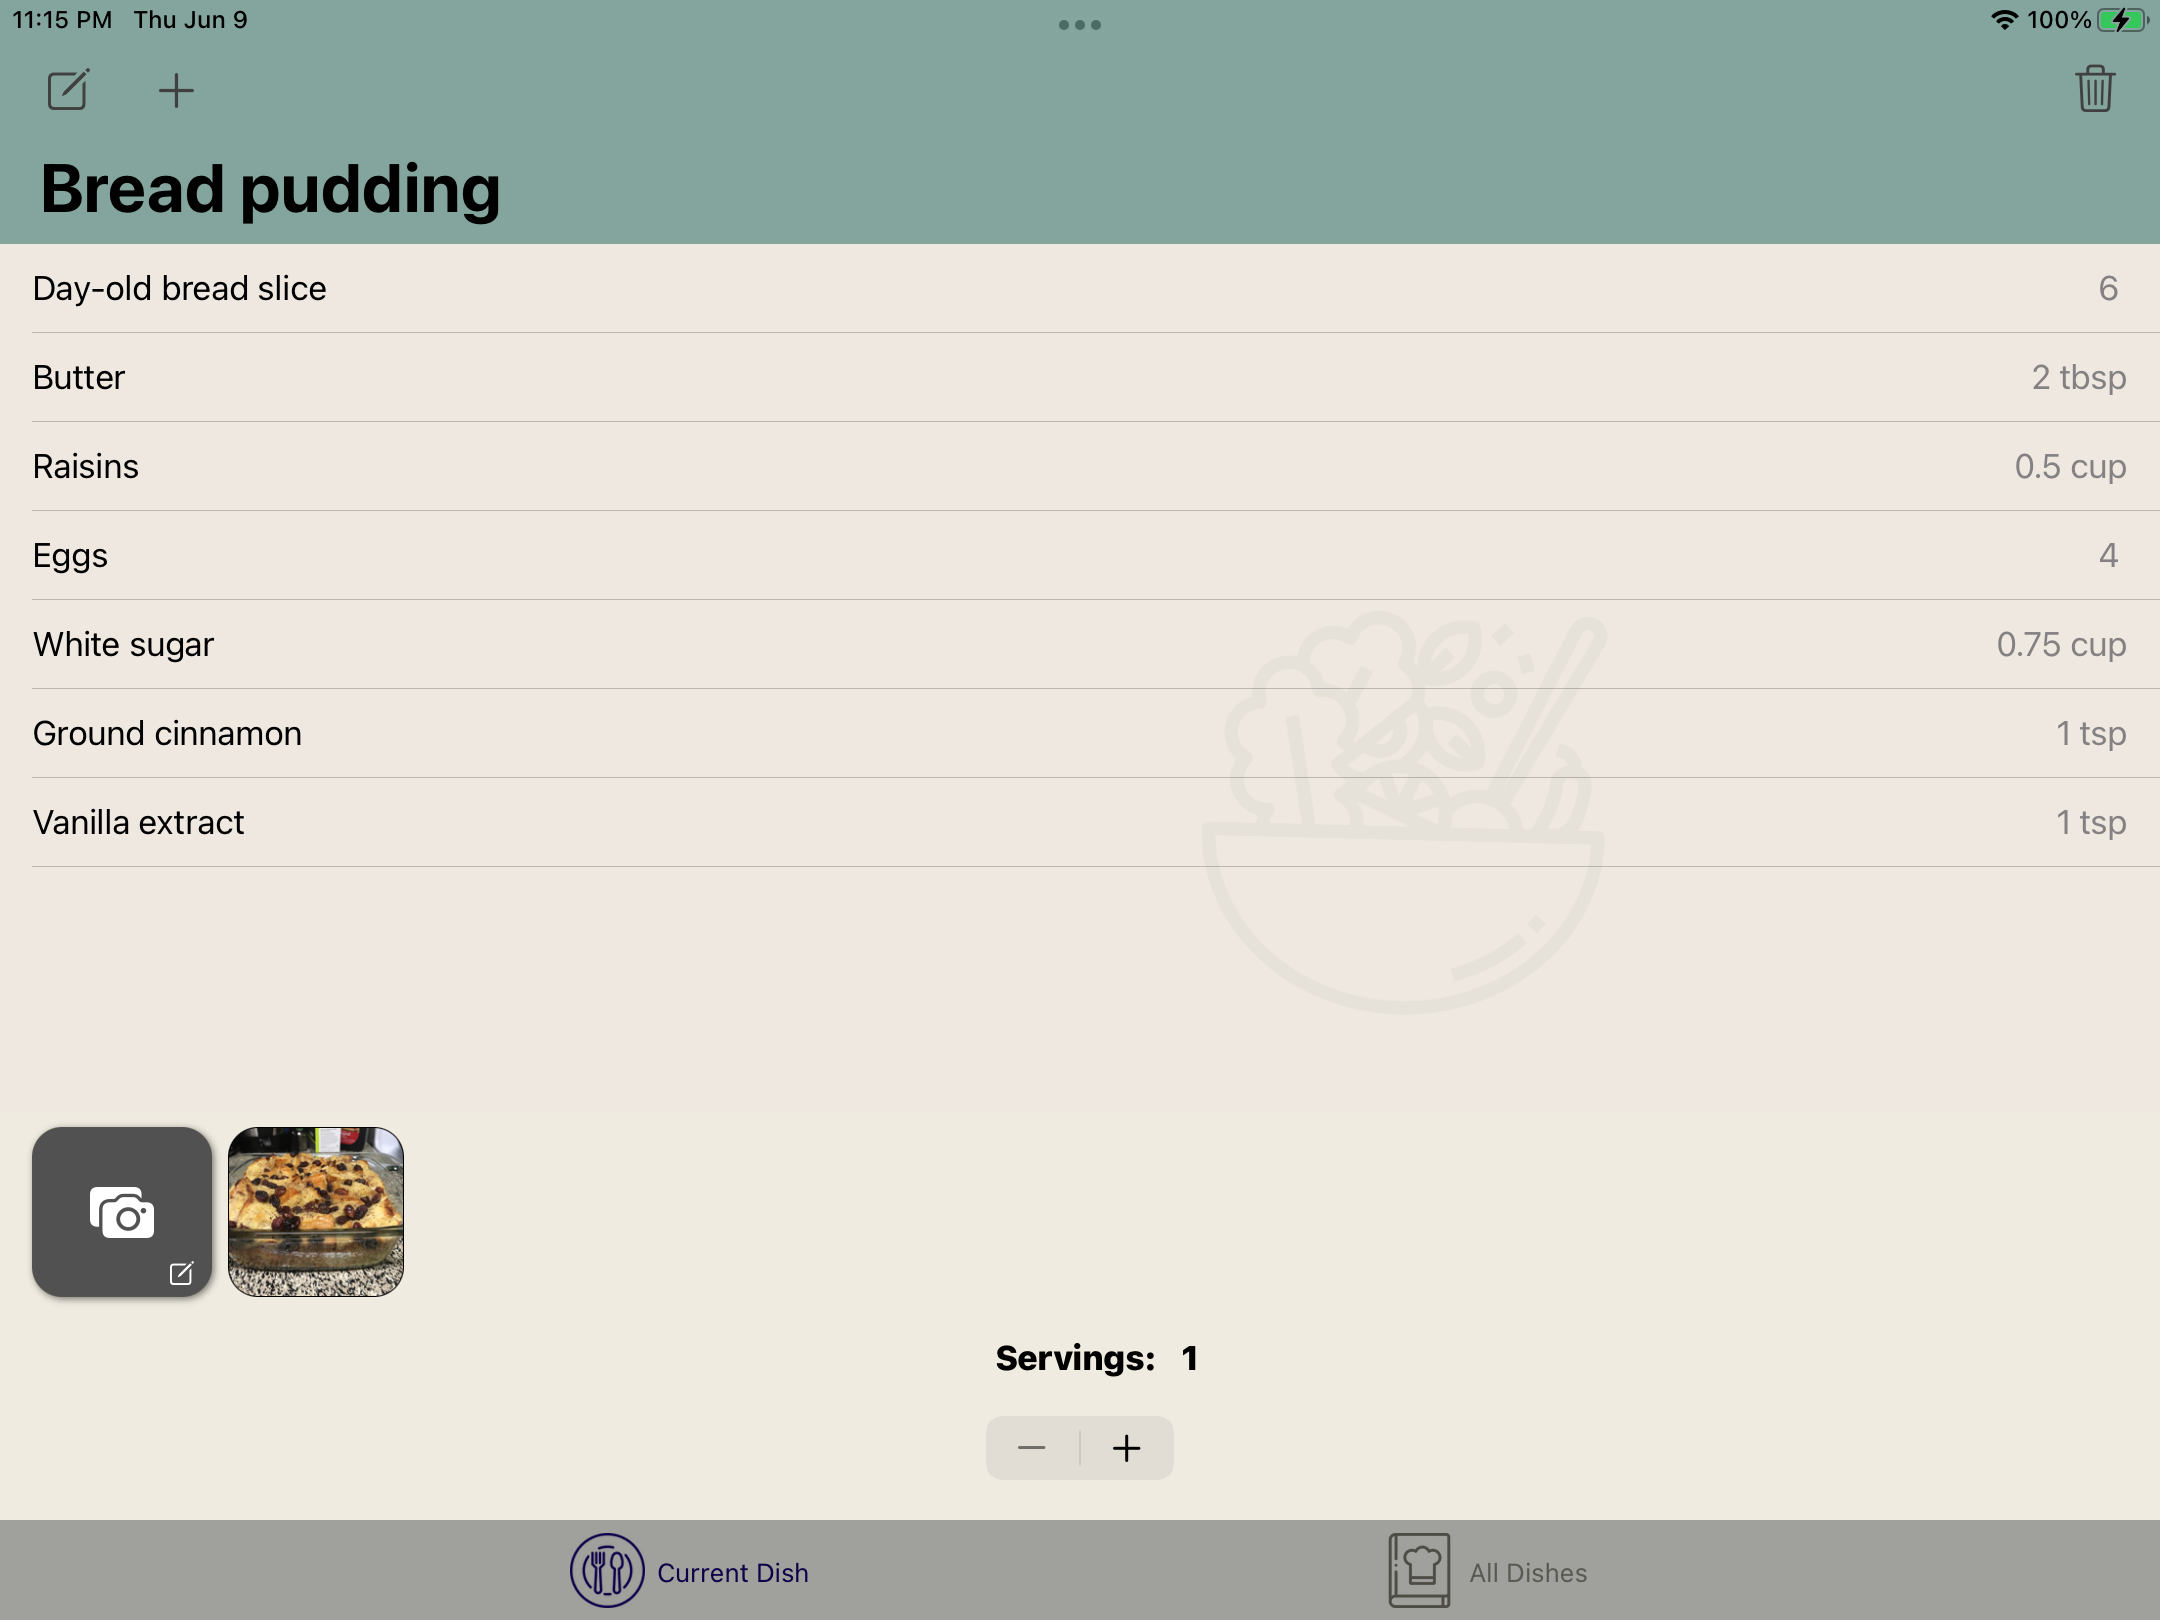 11:15 PM Thu Jun 9
100%
Bread pudding
Day-old bread slice 6
Butter 2 tbsp
Raisins 0.5 cup
Eggs 4
White sugar 0.75 cup
Ground cinnamon 1 tsp
Vanilla extract 1 tsp
Servings: 1
Current Dish
All Dishes